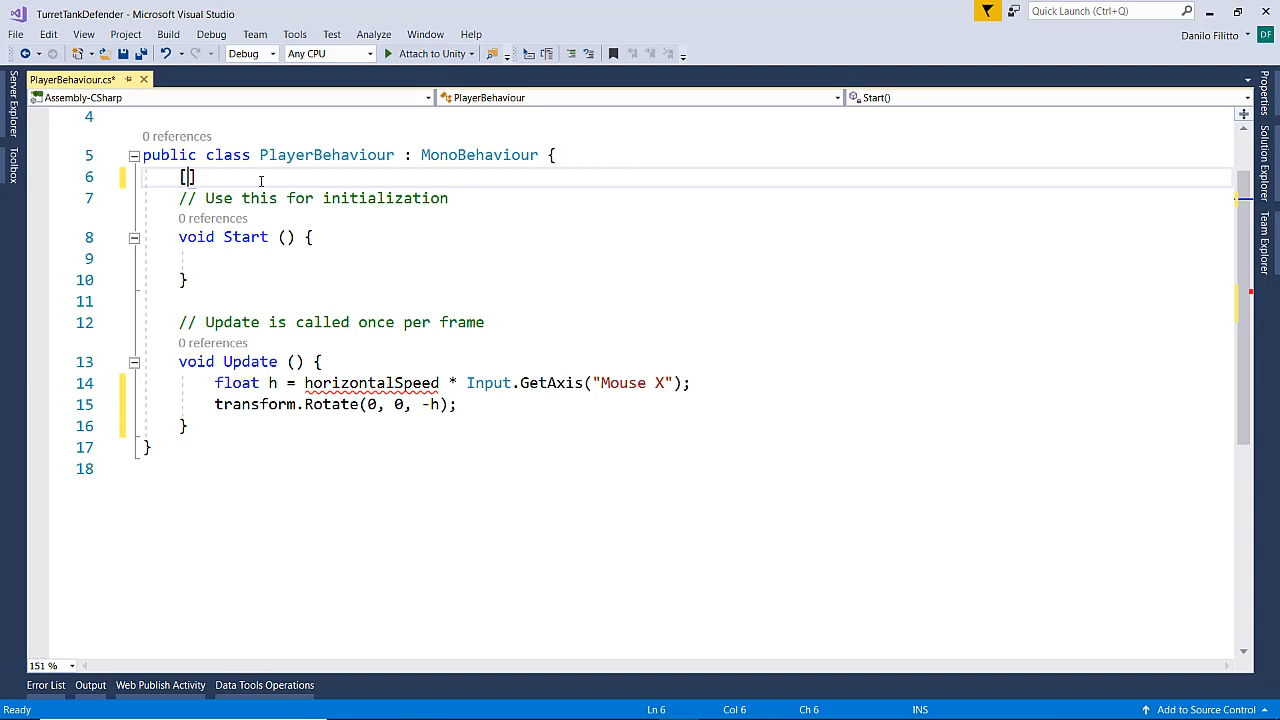 TurretTankDefender - Microsoft Visual Studio
Quick Launch (Ctrl+Q)
File Edit View Project Build Debug Team Tools Test Analyze Window Help
Danilo Filitto DF
Debug Any CPU Attach to Unity
PlayerBehaviour.cs*
Assembly-CSharp PlayerBehaviour Start()
Server Explorer
Toolbox
Properties
Solution Explorer
Team Explorer
4
0 references
5 public class PlayerBehaviour : MonoBehaviour {
6 []
7 // Use this for initialization
0 references
8 void Start () {
9
10 }
11
12 // Update is called once per frame
0 references
13 void Update () {
14 float h = horizontalSpeed * Input.GetAxis("Mouse X");
15 transform.Rotate(0, 0, -h);
16 }
17 }
18
151 %
Error List Output Web Publish Activity Data Tools Operations
Ready Ln 6 Col 6 Ch 6 INS Add to Source Control